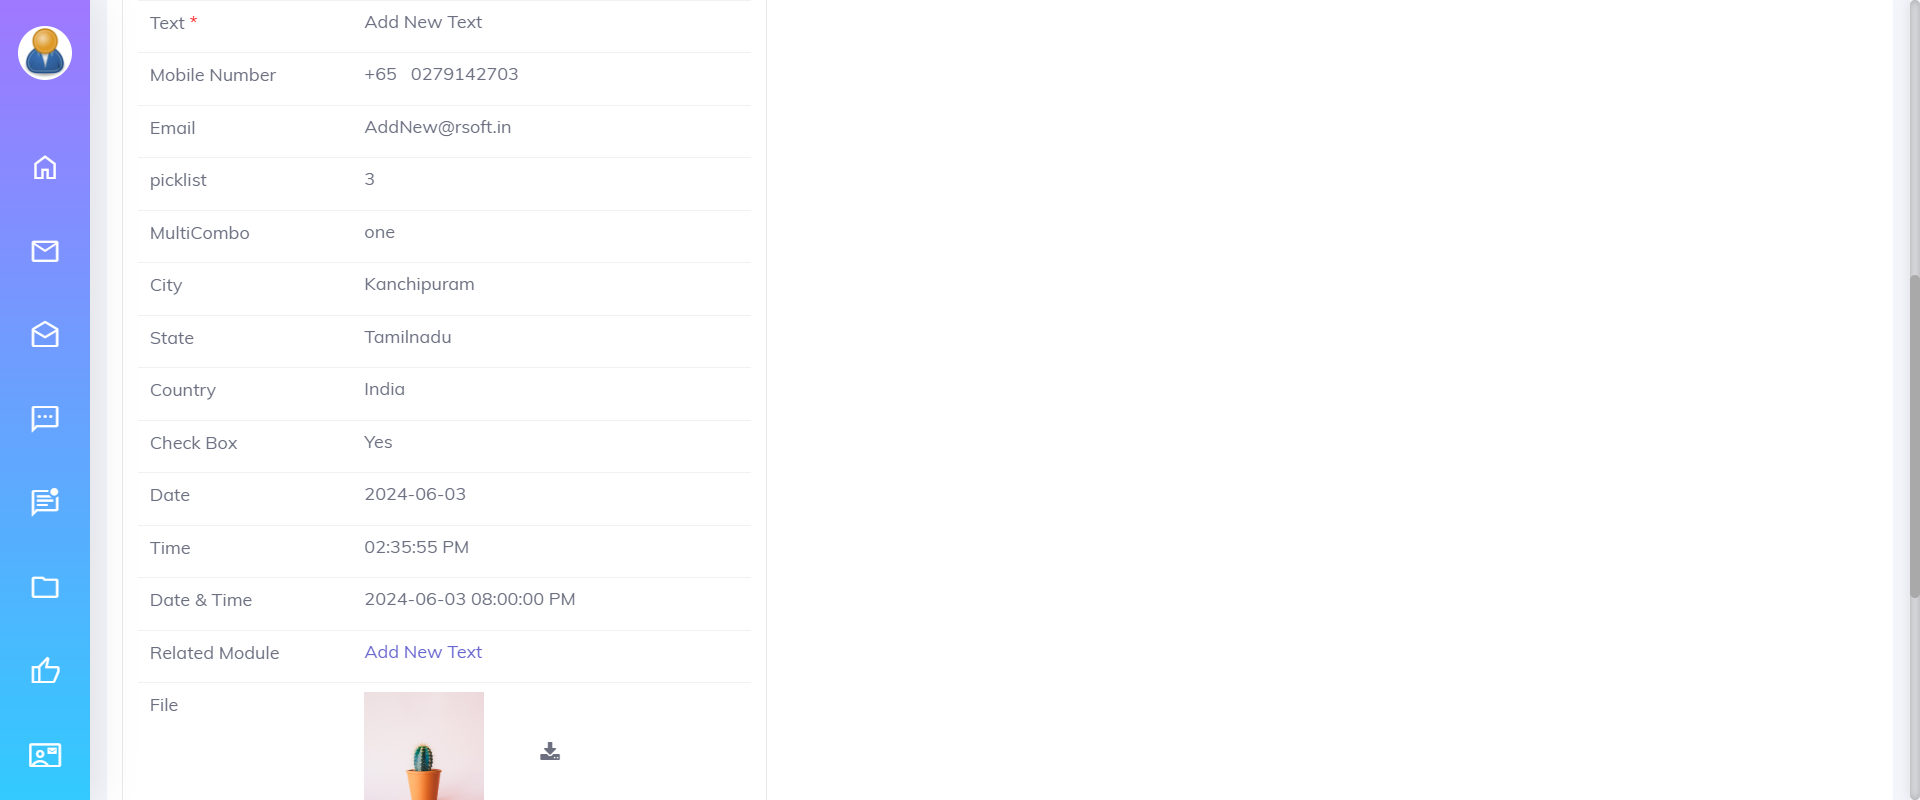 Text * Add New Text
Mobile Number +65 0279142703
Email AddNew@rsoft.in
picklist 3
MultiCombo one
City Kanchipuram
State Tamilnadu
Country India
Check Box Yes
Date 2024-06-03
Time 02:35:55 PM
Date & Time 2024-06-03 08:00:00 PM
Related Module Add New Text
File